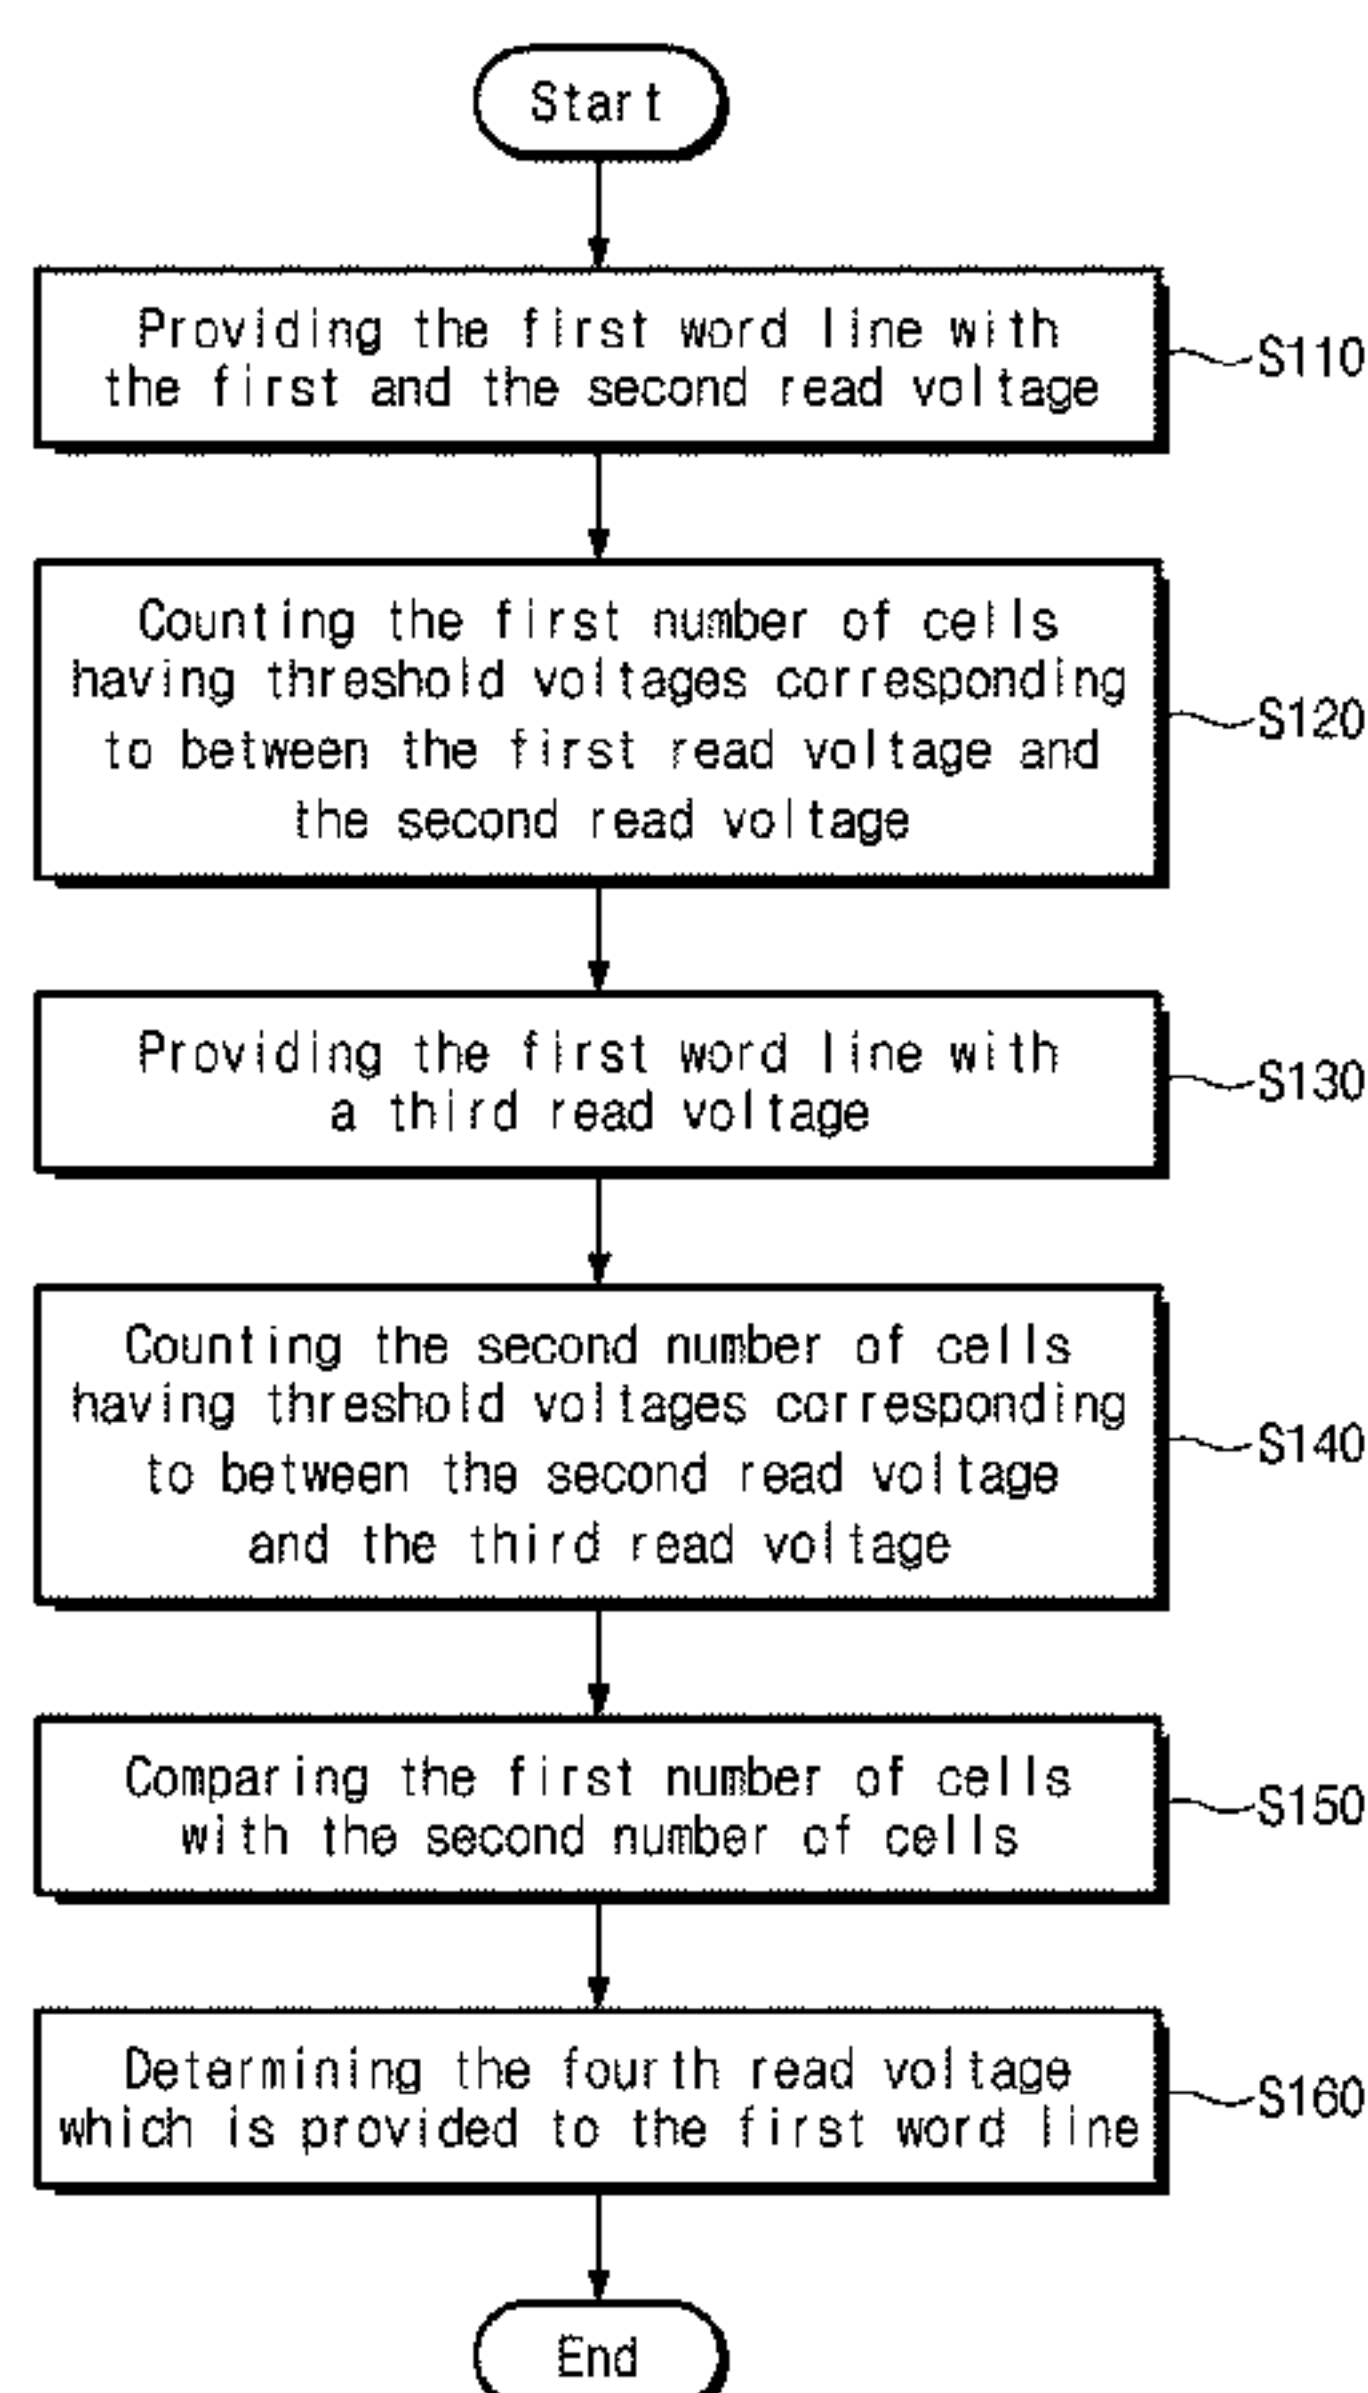 Start
Providing the first word line with
the first and the second read voltage
S110
Counting the first number of cells
having threshold voltages corresponding
to between the first read voltage and
the second read voltage
S120
Providing the first word line with
a third read voltage
S130
Counting the second number of cells
having threshold voltages corresponding
to between the second read voltage
and the third read voltage
S140
Comparing the first number of cells
with the second number of cells
S150
Determining the fourth read voltage
which is provided to the first word line
S160
End